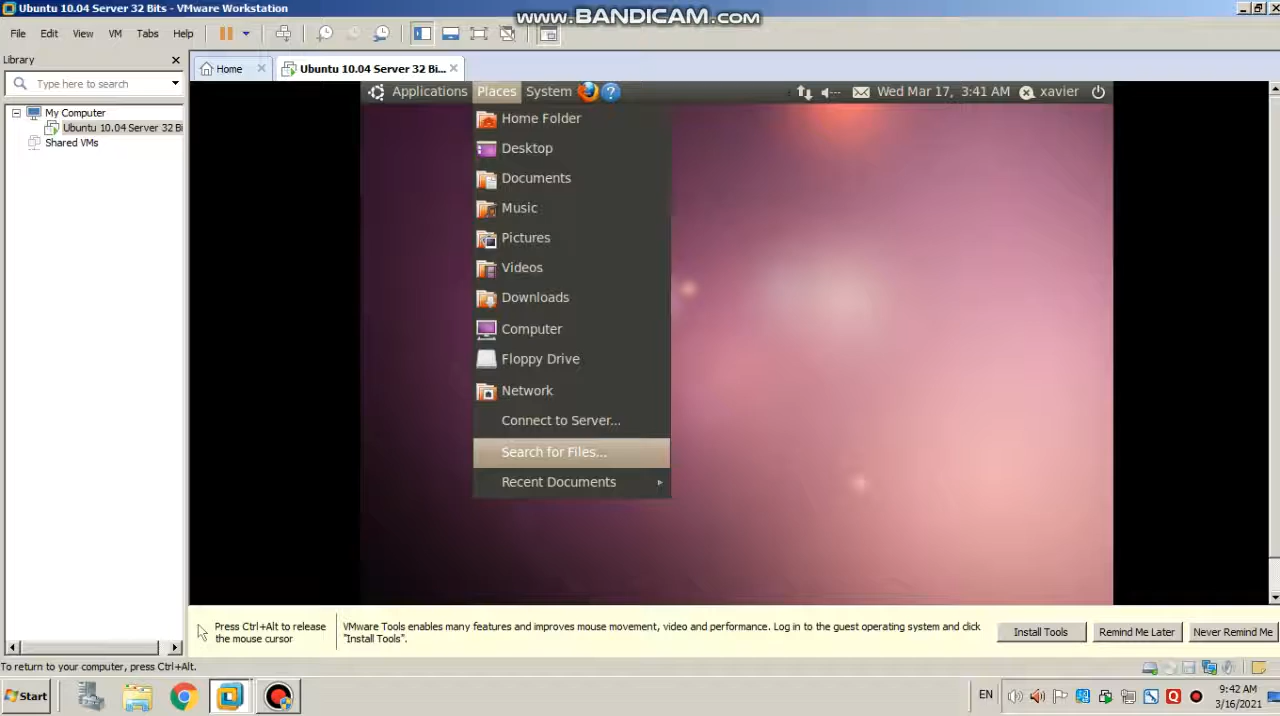 Ubuntu 10.04 Server 32 Bits - VMware Workstation
www.BANDICAM.com
File Edit View VM Tabs Help
Library
Type here to search
My Computer
Ubuntu 10.04 Server 32 Bi
Shared VMs
Home
Ubuntu 10.04 Server 32 Bi...
Applications Places System
Wed Mar 17, 3:41 AM xavier
Home Folder
Desktop
Documents
Music
Pictures
Videos
Downloads
Computer
Floppy Drive
Network
Connect to Server...
Search for Files...
Recent Documents
Press Ctrl+Alt to release
the mouse cursor
VMware Tools enables many features and improves mouse movement, video and performance. Log in to the guest operating system and click
"Install Tools".
Install Tools
Remind Me Later
Never Remind Me
To return to your computer, press Ctrl+Alt.
Start
EN
9:42 AM
3/16/2021